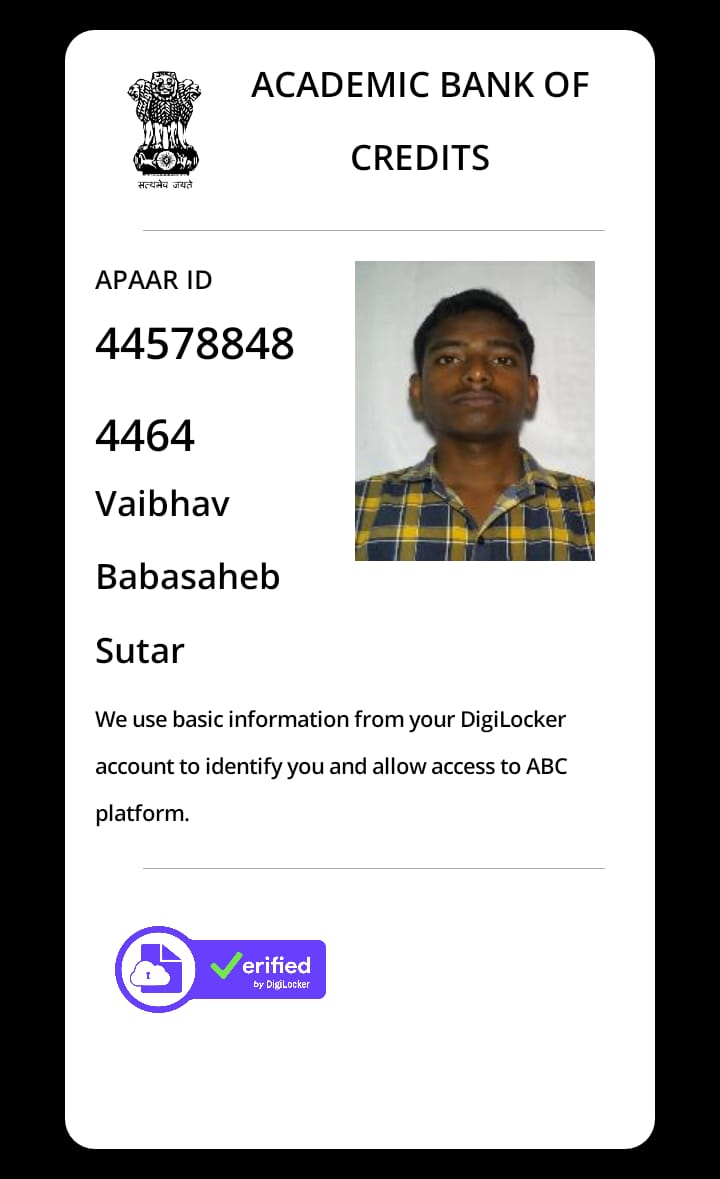 ACADEMIC BANK OF
CREDITS
सत्यमेव जयते
APAAR ID
44578848
4464
Vaibhav
Babasaheb
Sutar
We use basic information from your DigiLocker
account to identify you and allow access to ABC
platform.
Verified
by DigiLocker